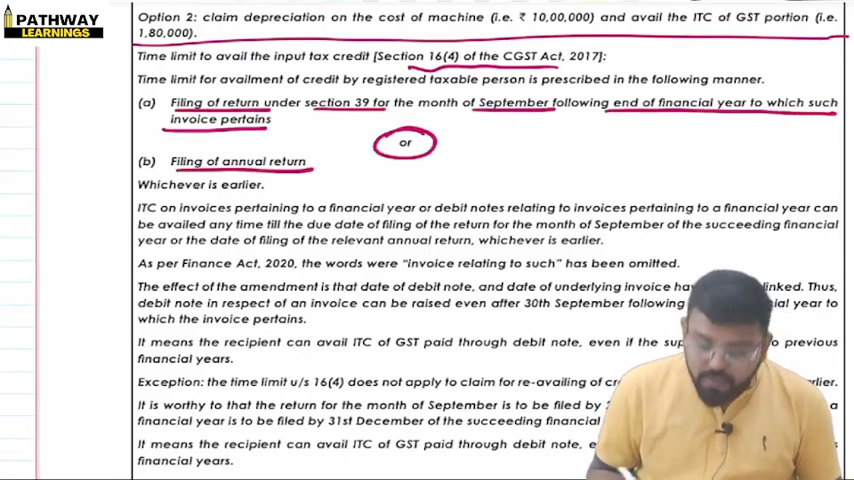 PATHWAY
LEARNINGS
Option 2: claim depreciation on the cost of machine (i.e. ₹ 10,00,000) and avail the ITC of GST portion (i.e.
1,80,000).
Time limit to avail the input tax credit [Section 16(4) of the CGST Act, 2017]:
Time limit for availment of credit by registered taxable person is prescribed in the following manner.
(a) Filing of return under section 39 for the month of September following end of financial year to which such
invoice pertains
or
(b) Filing of annual return
Whichever is earlier.
ITC on invoices pertaining to a financial year or debit notes relating to invoices pertaining to a financial year can
be availed any time till the due date of filing of the return for the month of September of the succeeding financial
year or the date of filing of the relevant annual return, whichever is earlier.
As per Finance Act, 2020, the words were "invoice relating to such" has been omitted.
The effect of the amendment is that date of debit note, and date of underlying invoice linked. Thus,
debit note in respect of an invoice can be raised even after 30th September following year to
which the invoice pertains.
It means the recipient can avail ITC of GST paid through debit note, even if the to previous
financial years.
Exception: the time limit u/s 16(4) does not apply to claim for re-availing of
It is worthy to that the return for the month of September is to be filed by a
financial year is to be filed by 31st December of the succeeding financial
It means the recipient can avail ITC of GST paid through debit note,
financial years.